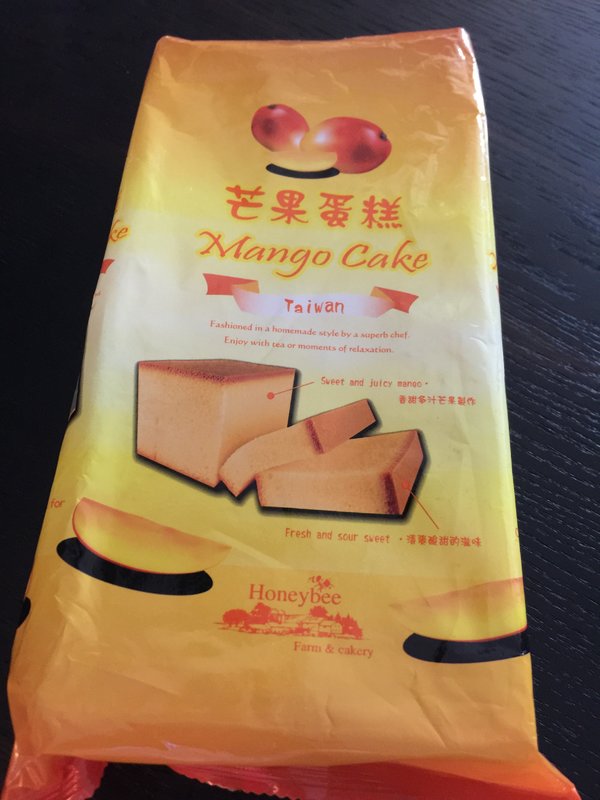 芒果蛋糕
Mango Cake
Taiwan
Fashioned in a homemade style by a superb chef.
Enjoy with tea or moments of relaxation.
Sweet and juicy mango・
香甜多汁芒果製作
Fresh and sour sweet ・清新酸甜的滋味
for
Honeybee
Farm & cakery